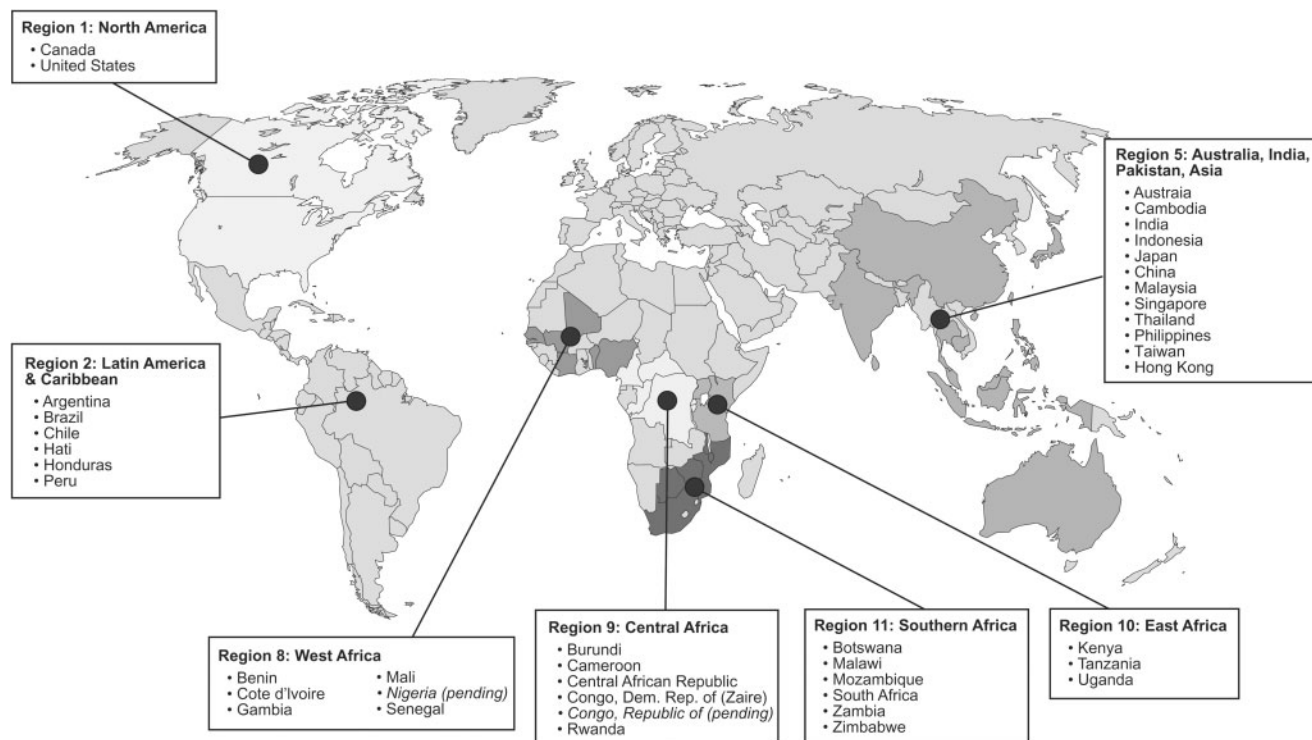 Region 1: North America
• Canada
• United States
Region 5: Australia, India,
Pakistan, Asia
• Austraia
• Cambodia
• India
• Indonesia
• Japan
• China
• Malaysia
• Singapore
• Thailand
• Philippines
• Taiwan
• Hong Kong
Region 2: Latin America
& Caribbean
• Argentina
• Brazil
• Chile
• Hati
• Honduras
• Peru
Region 8: West Africa
• Benin
• Cote d'Ivoire
• Gambia
• Mali
• Nigeria (pending)
• Senegal
Region 9: Central Africa
• Burundi
• Cameroon
• Central African Republic
• Congo, Dem. Rep. of (Zaire)
• Congo, Republic of (pending)
• Rwanda
Region 11: Southern Africa
• Botswana
• Malawi
• Mozambique
• South Africa
• Zambia
• Zimbabwe
Region 10: East Africa
• Kenya
• Tanzania
• Uganda